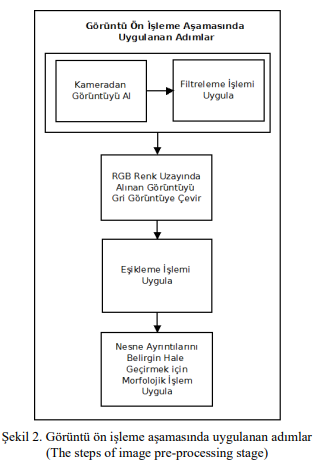 Görüntü Ön İşleme Aşamasında
Uygulanan Adımlar
Kameradan
Görüntüyü Al
Filtreleme İşlemi
Uygula
RGB Renk Uzayında
Alınan Görüntüyü
Gri Görüntüye Çevir
Eşikleme İşlemi
Uygula
Nesne Ayrıntılarını
Belirgin Hale
Geçirmek için
Morfolojik İşlem
Uygula
Şekil 2. Görüntü ön işleme aşamasında uygulanan adımlar
(The steps of image pre-processing stage)